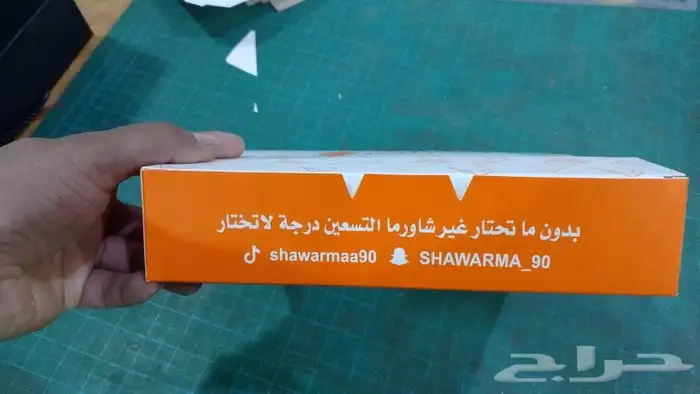 بدون ما تحتار غير شاورما التسعين درجة لاتختار
shawarmaa90 SHAWARMA_90
حراج